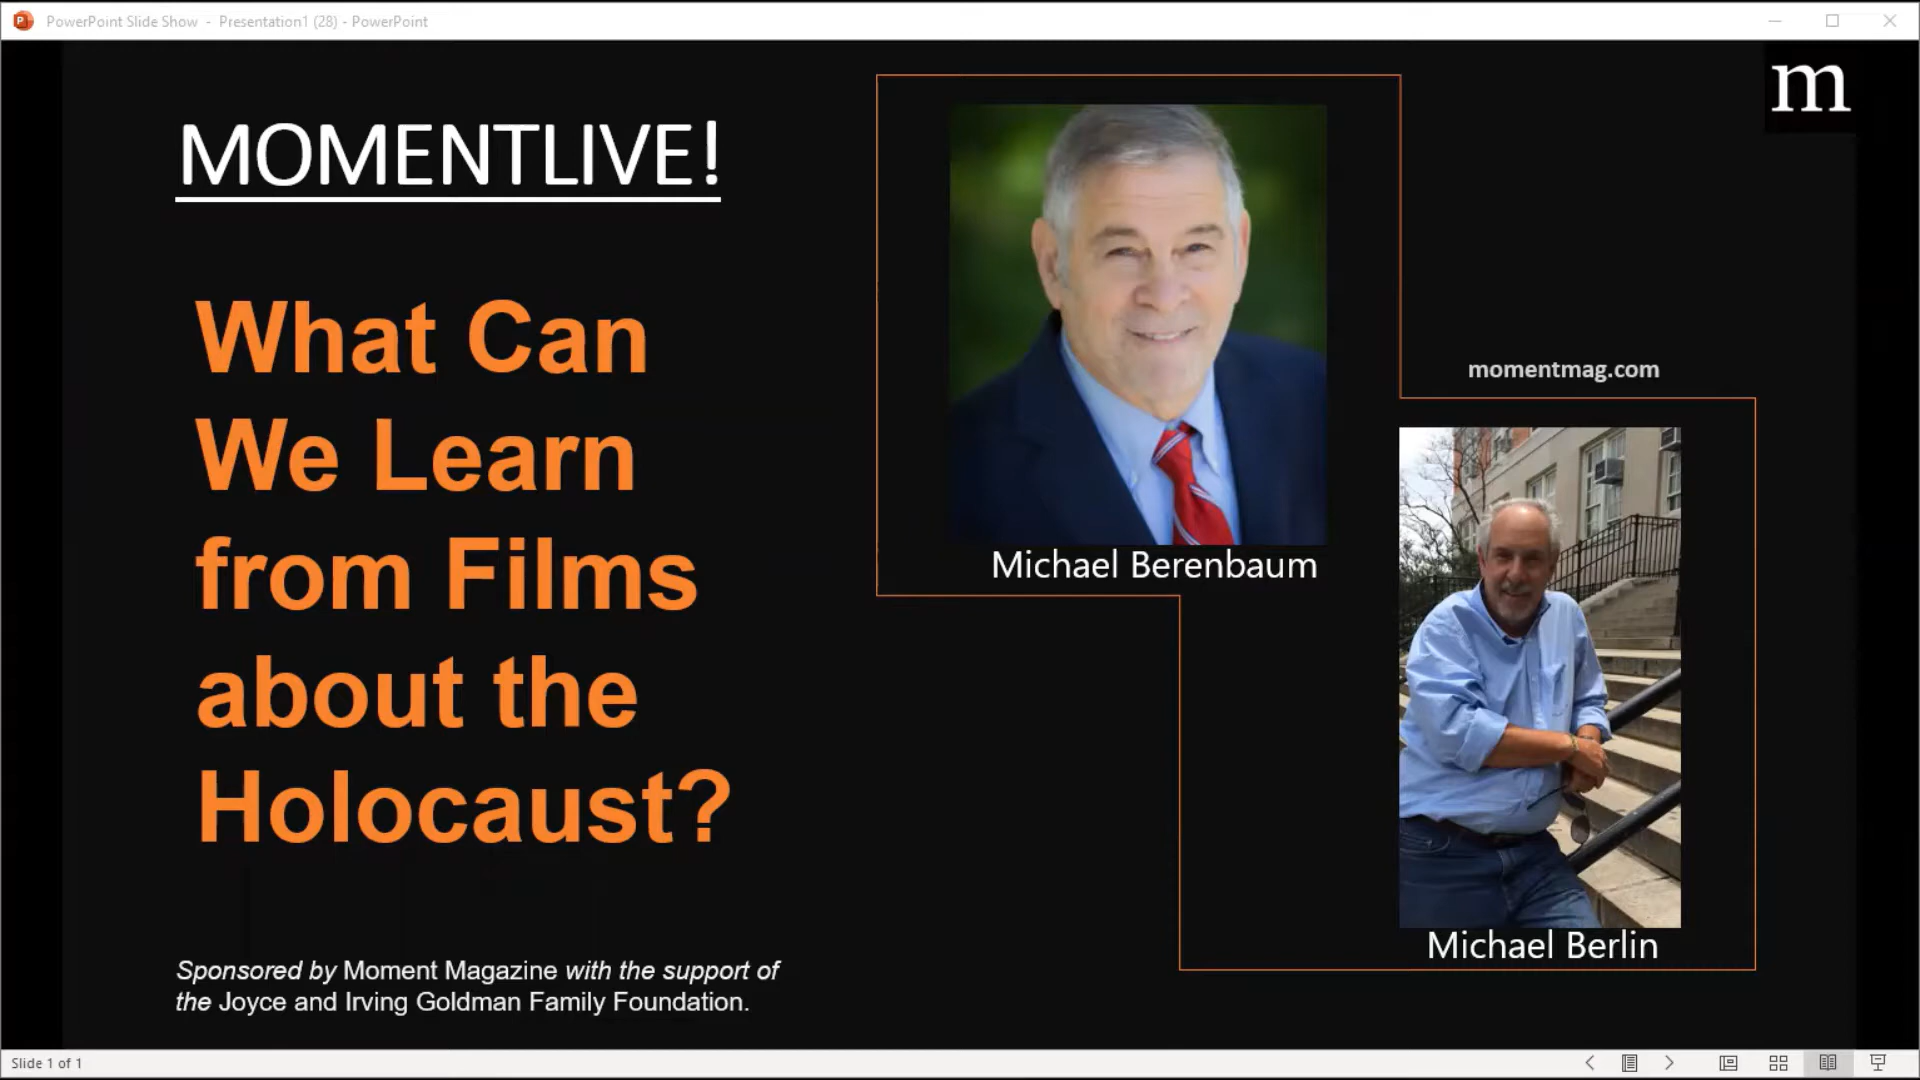 PowerPoint Slide Show - Presentation1 (28) - PowerPoint
m
MOMENTLIVE!
What Can
We Learn
from Films
about the
Holocaust?
momentmag.com
Michael Berenbaum
Michael Berlin
Sponsored by Moment Magazine with the support of
the Joyce and Irving Goldman Family Foundation.
Slide 1 of 1